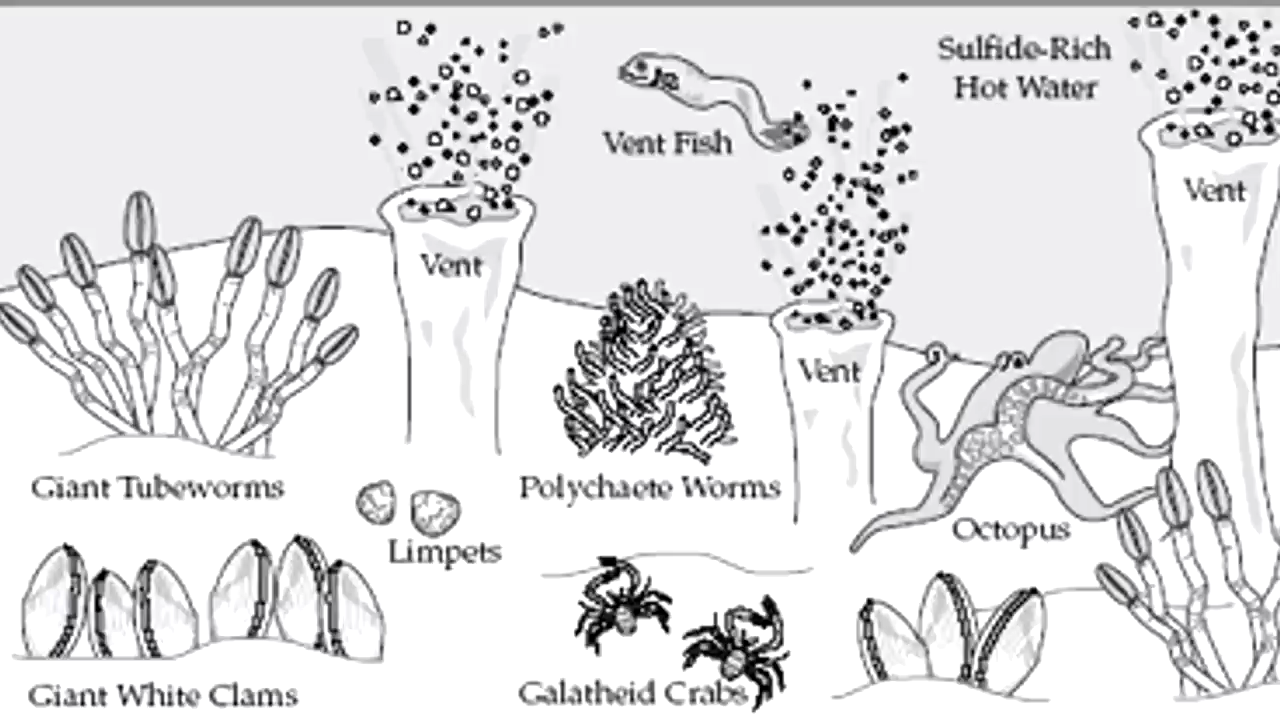 Sulfide-Rich
Hot Water
Vent Fish
Vent
Vent
Vent
Giant Tubeworms
Polychaete Worms
Octopus
Limpets
Giant White Clams
Galatheid Crabs